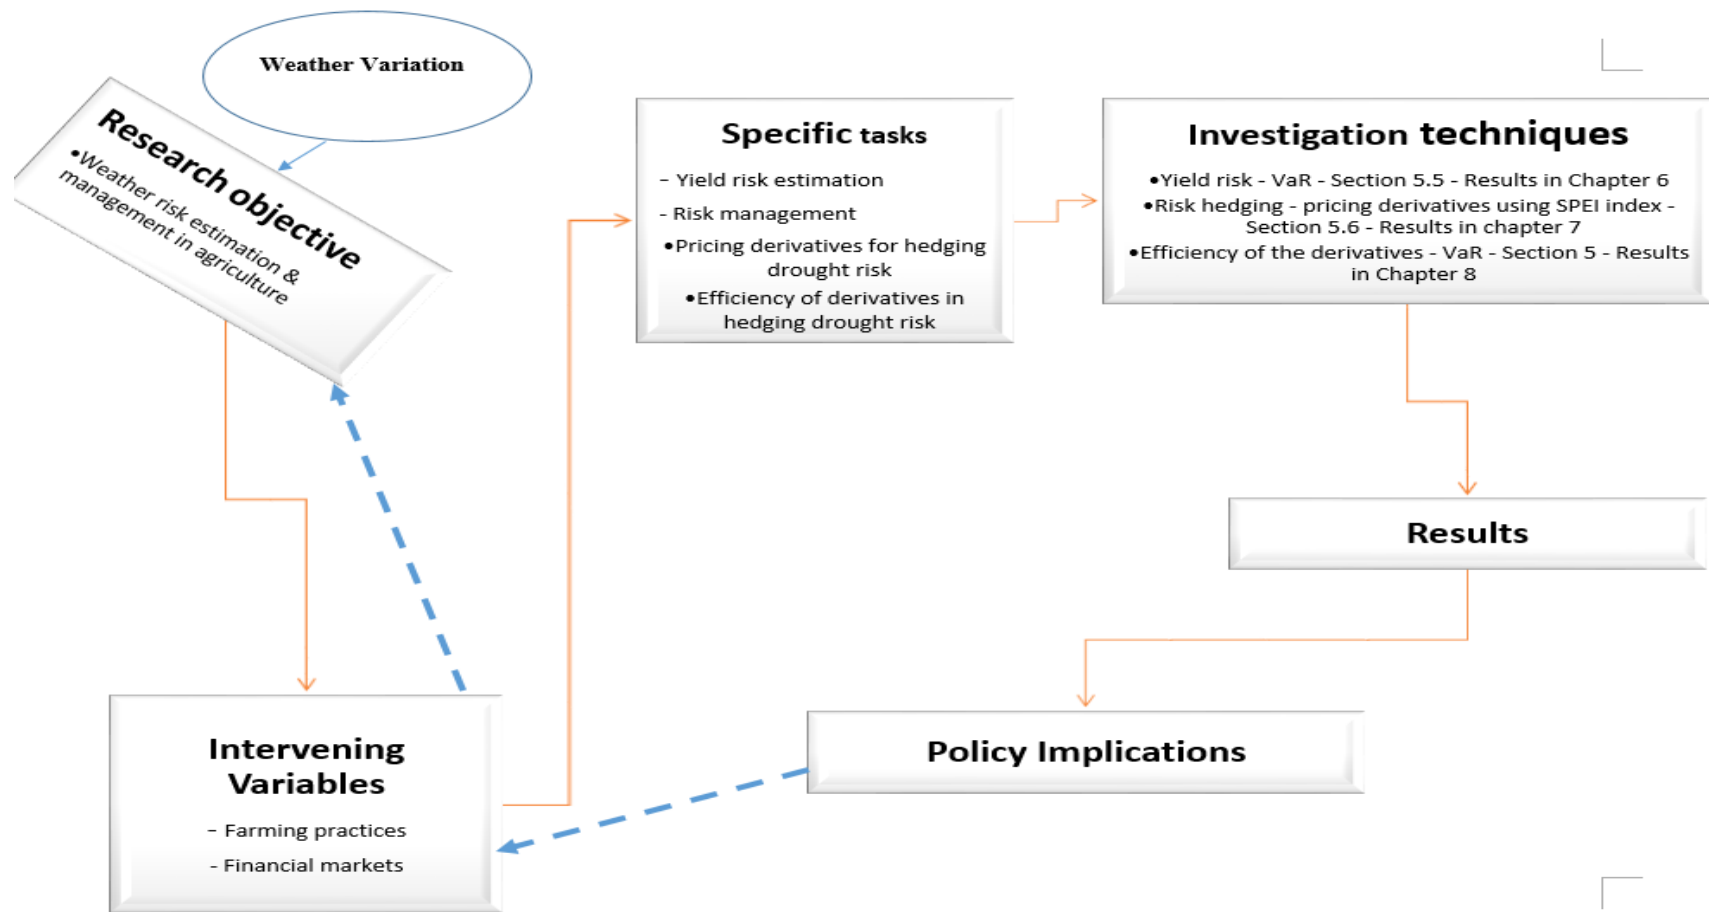 Weather Variation
Research objective
•Weather risk estimation &
management in agriculture
Specific tasks
- Yield risk estimation
- Risk management
•Pricing derivatives for hedging
drought risk
•Efficiency of derivatives in
hedging drought risk
Investigation techniques
•Yield risk - VaR - Section 5.5 - Results in Chapter 6
•Risk hedging - pricing derivatives using SPEI index -
Section 5.6 - Results in chapter 7
•Efficiency of the derivatives - VaR - Section 5 - Results
in Chapter 8
Results
Intervening
Variables
- Farming practices
- Financial markets
Policy Implications